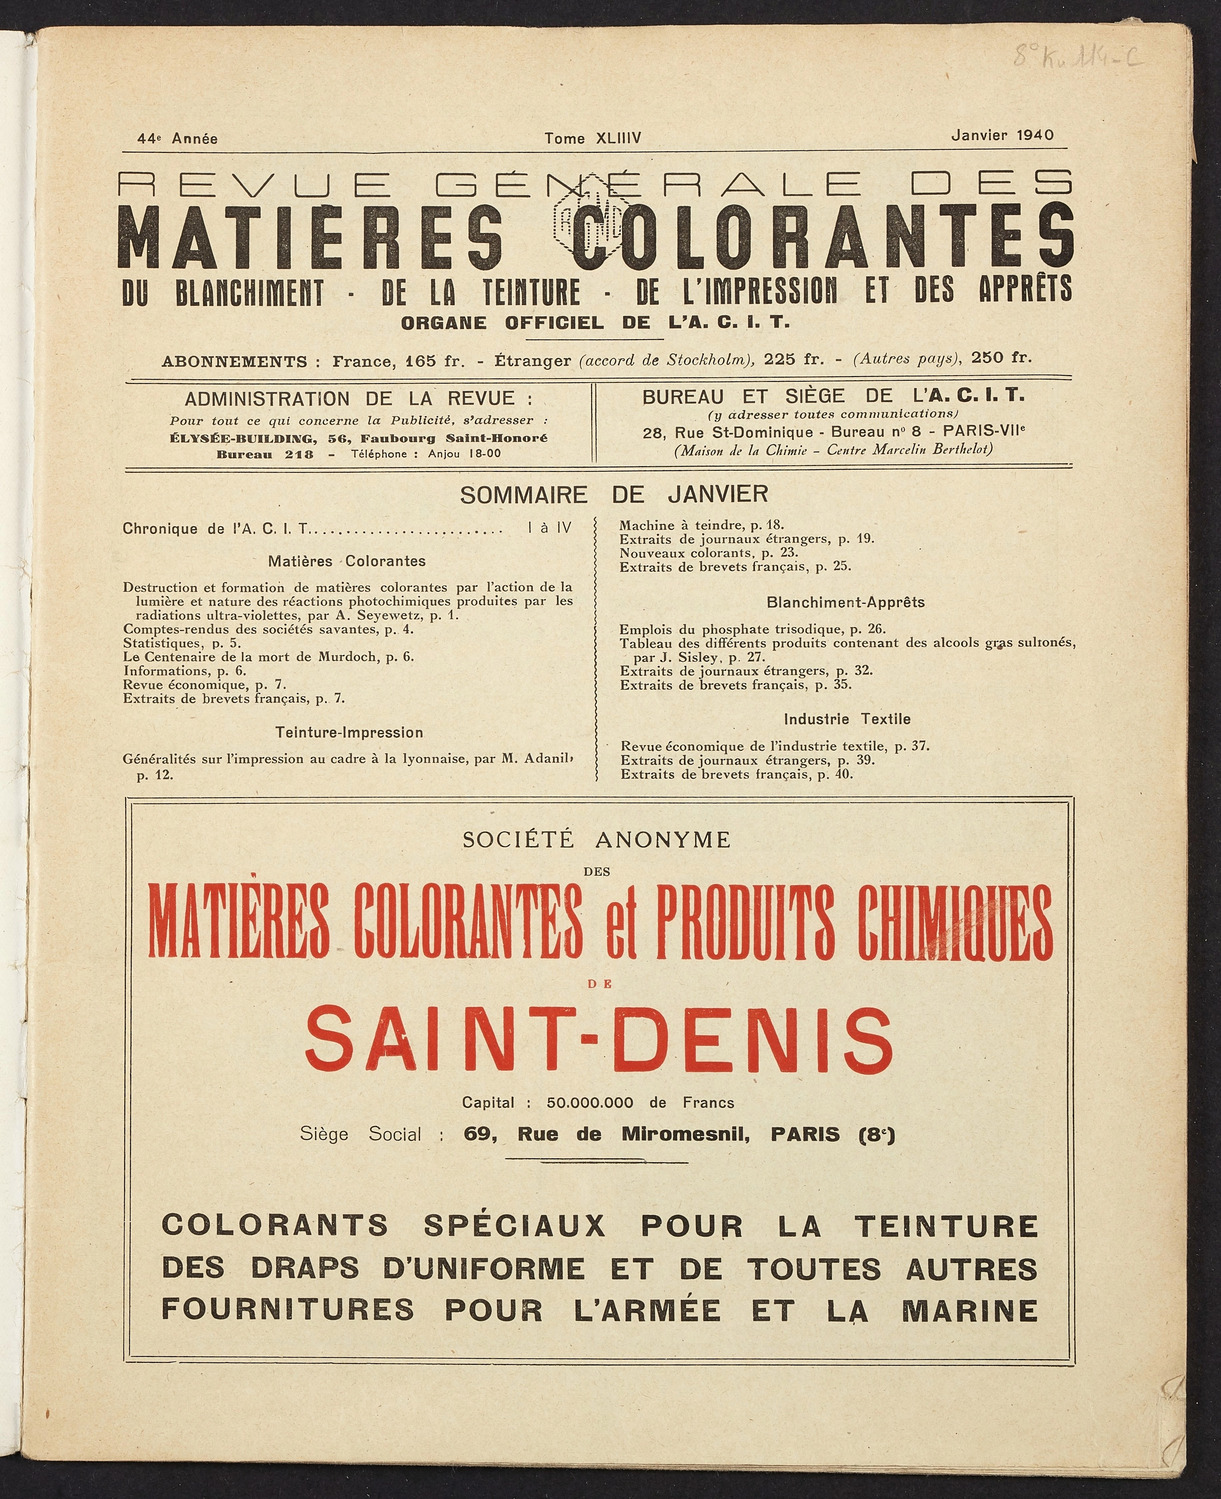 8° Ku 114-C
44e Année Tome XLIIIV Janvier 1940
REVUE GÉNÉRALE DES
MATIÈRES COLORANTES
DU BLANCHIMENT - DE LA TEINTURE - DE L'IMPRESSION ET DES APPRÊTS
ORGANE OFFICIEL DE L'A. C. I. T.
ABONNEMENTS : France, 165 fr. - Étranger (accord de Stockholm), 225 fr. - (Autres pays), 250 fr.
ADMINISTRATION DE LA REVUE :
Pour tout ce qui concerne la Publicité, s'adresser :
ÉLYSÉE-BUILDING, 56, Faubourg Saint-Honoré
Bureau 218 - Téléphone : Anjou 18-00
BUREAU ET SIÈGE DE L'A. C. I. T.
(y adresser toutes communications)
28, Rue St-Dominique - Bureau no 8 - PARIS-VIIe
(Maison de la Chimie - Centre Marcelin Berthelot)
SOMMAIRE DE JANVIER
Chronique de l'A. C. I. T......................... I à IV
Matières Colorantes
Destruction et formation de matières colorantes par l'action de la
lumière et nature des réactions photochimiques produites par les
radiations ultra-violettes, par A. Seyewetz, p. 1.
Comptes-rendus des sociétés savantes, p. 4.
Statistiques, p. 5.
Le Centenaire de la mort de Murdoch, p. 6.
Informations, p. 6.
Revue économique, p. 7.
Extraits de brevets français, p. 7.
Teinture-Impression
Généralités sur l'impression au cadre à la lyonnaise, par M. Adanil,
p. 12.
Machine à teindre, p. 18.
Extraits de journaux étrangers, p. 19.
Nouveaux colorants, p. 23.
Extraits de brevets français, p. 25.
Blanchiment-Apprêts
Emplois du phosphate trisodique, p. 26.
Tableau des différents produits contenant des alcools gras sulfonés,
par J. Sisley, p. 27.
Extraits de journaux étrangers, p. 32.
Extraits de brevets français, p. 35.
Industrie Textile
Revue économique de l'industrie textile, p. 37.
Extraits de journaux étrangers, p. 39.
Extraits de brevets français, p. 40.
SOCIÉTÉ ANONYME
DES
MATIÈRES COLORANTES et PRODUITS CHIMIQUES
DE
SAINT-DENIS
Capital : 50.000.000 de Francs
Siège Social : 69, Rue de Miromesnil, PARIS (8e)
COLORANTS SPÉCIAUX POUR LA TEINTURE
DES DRAPS D'UNIFORME ET DE TOUTES AUTRES
FOURNITURES POUR L'ARMÉE ET LA MARINE